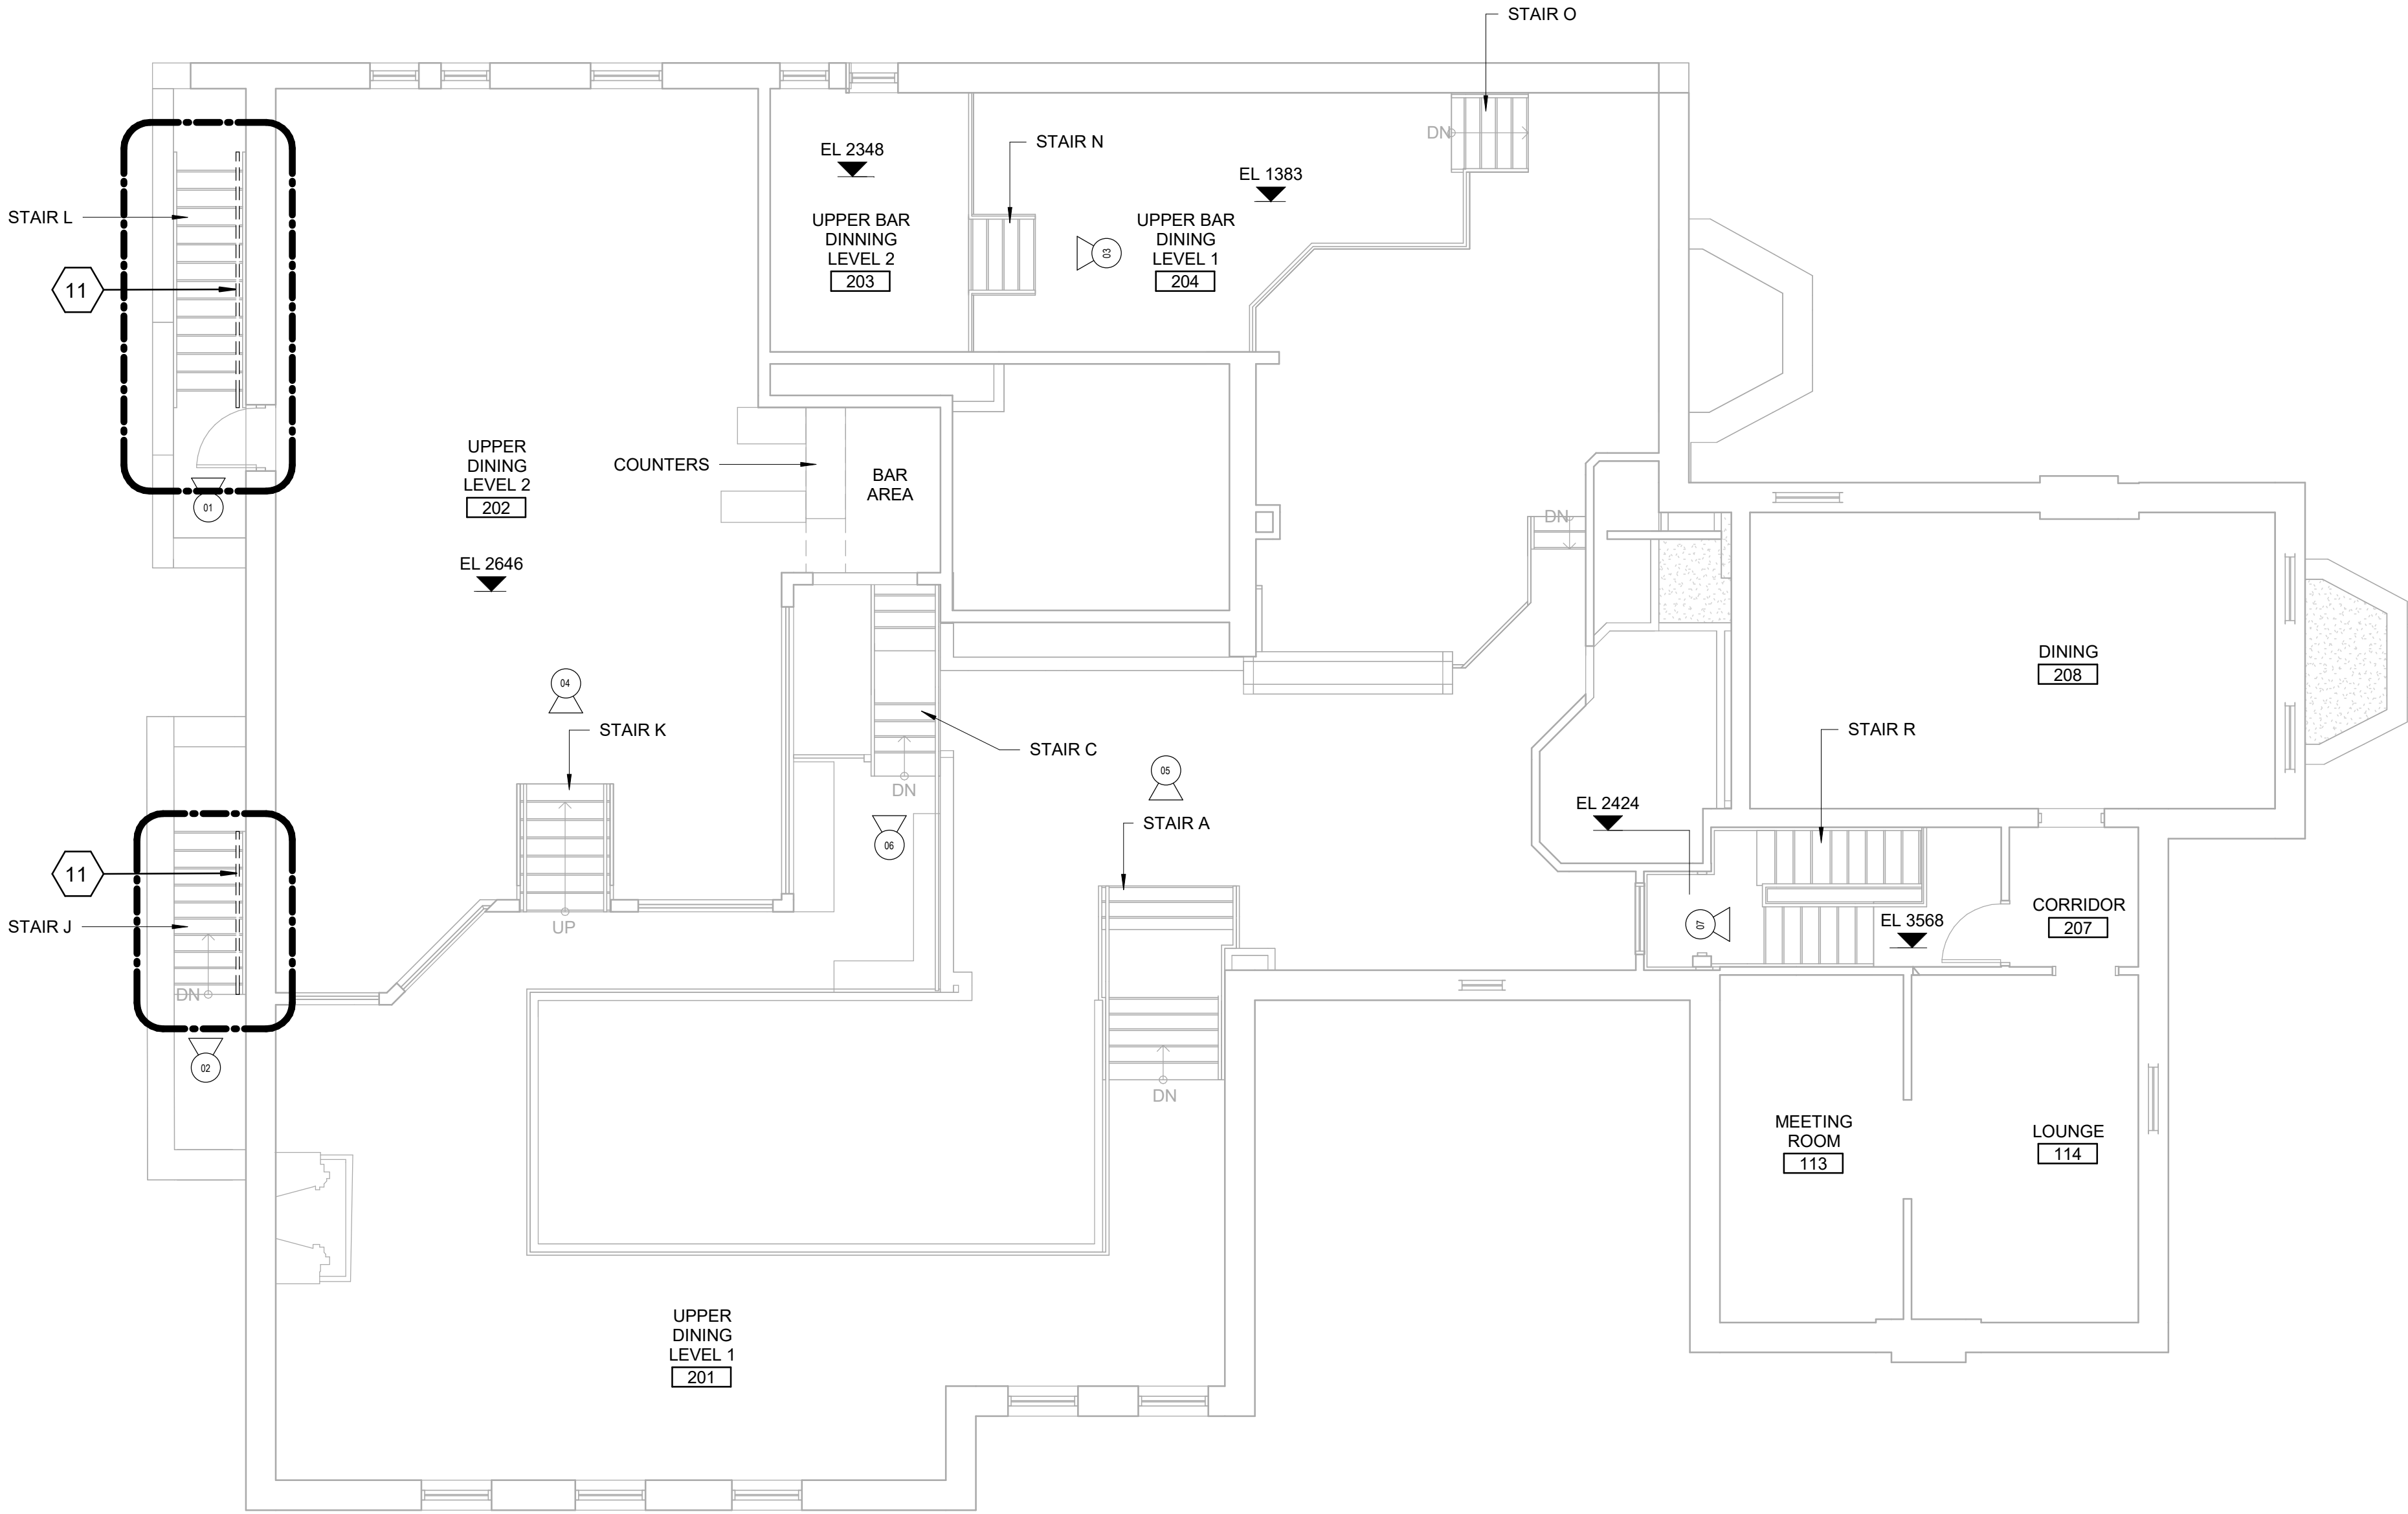 STAIR O
DN
STAIR N
EL 2348
EL 1383
STAIR L
UPPER BAR
DINNING
LEVEL 2
203
UPPER BAR
DINING
LEVEL 1
204
03
11
01
UPPER
DINING
LEVEL 2
202
COUNTERS
BAR
AREA
EL 2646
DN
DINING
208
04
STAIR K
STAIR C
DN
05
STAIR A
STAIR R
EL 2424
06
11
STAIR J
DN
UP
07
EL 3568
CORRIDOR
207
02
DN
MEETING
ROOM
113
LOUNGE
114
UPPER
DINING
LEVEL 1
201